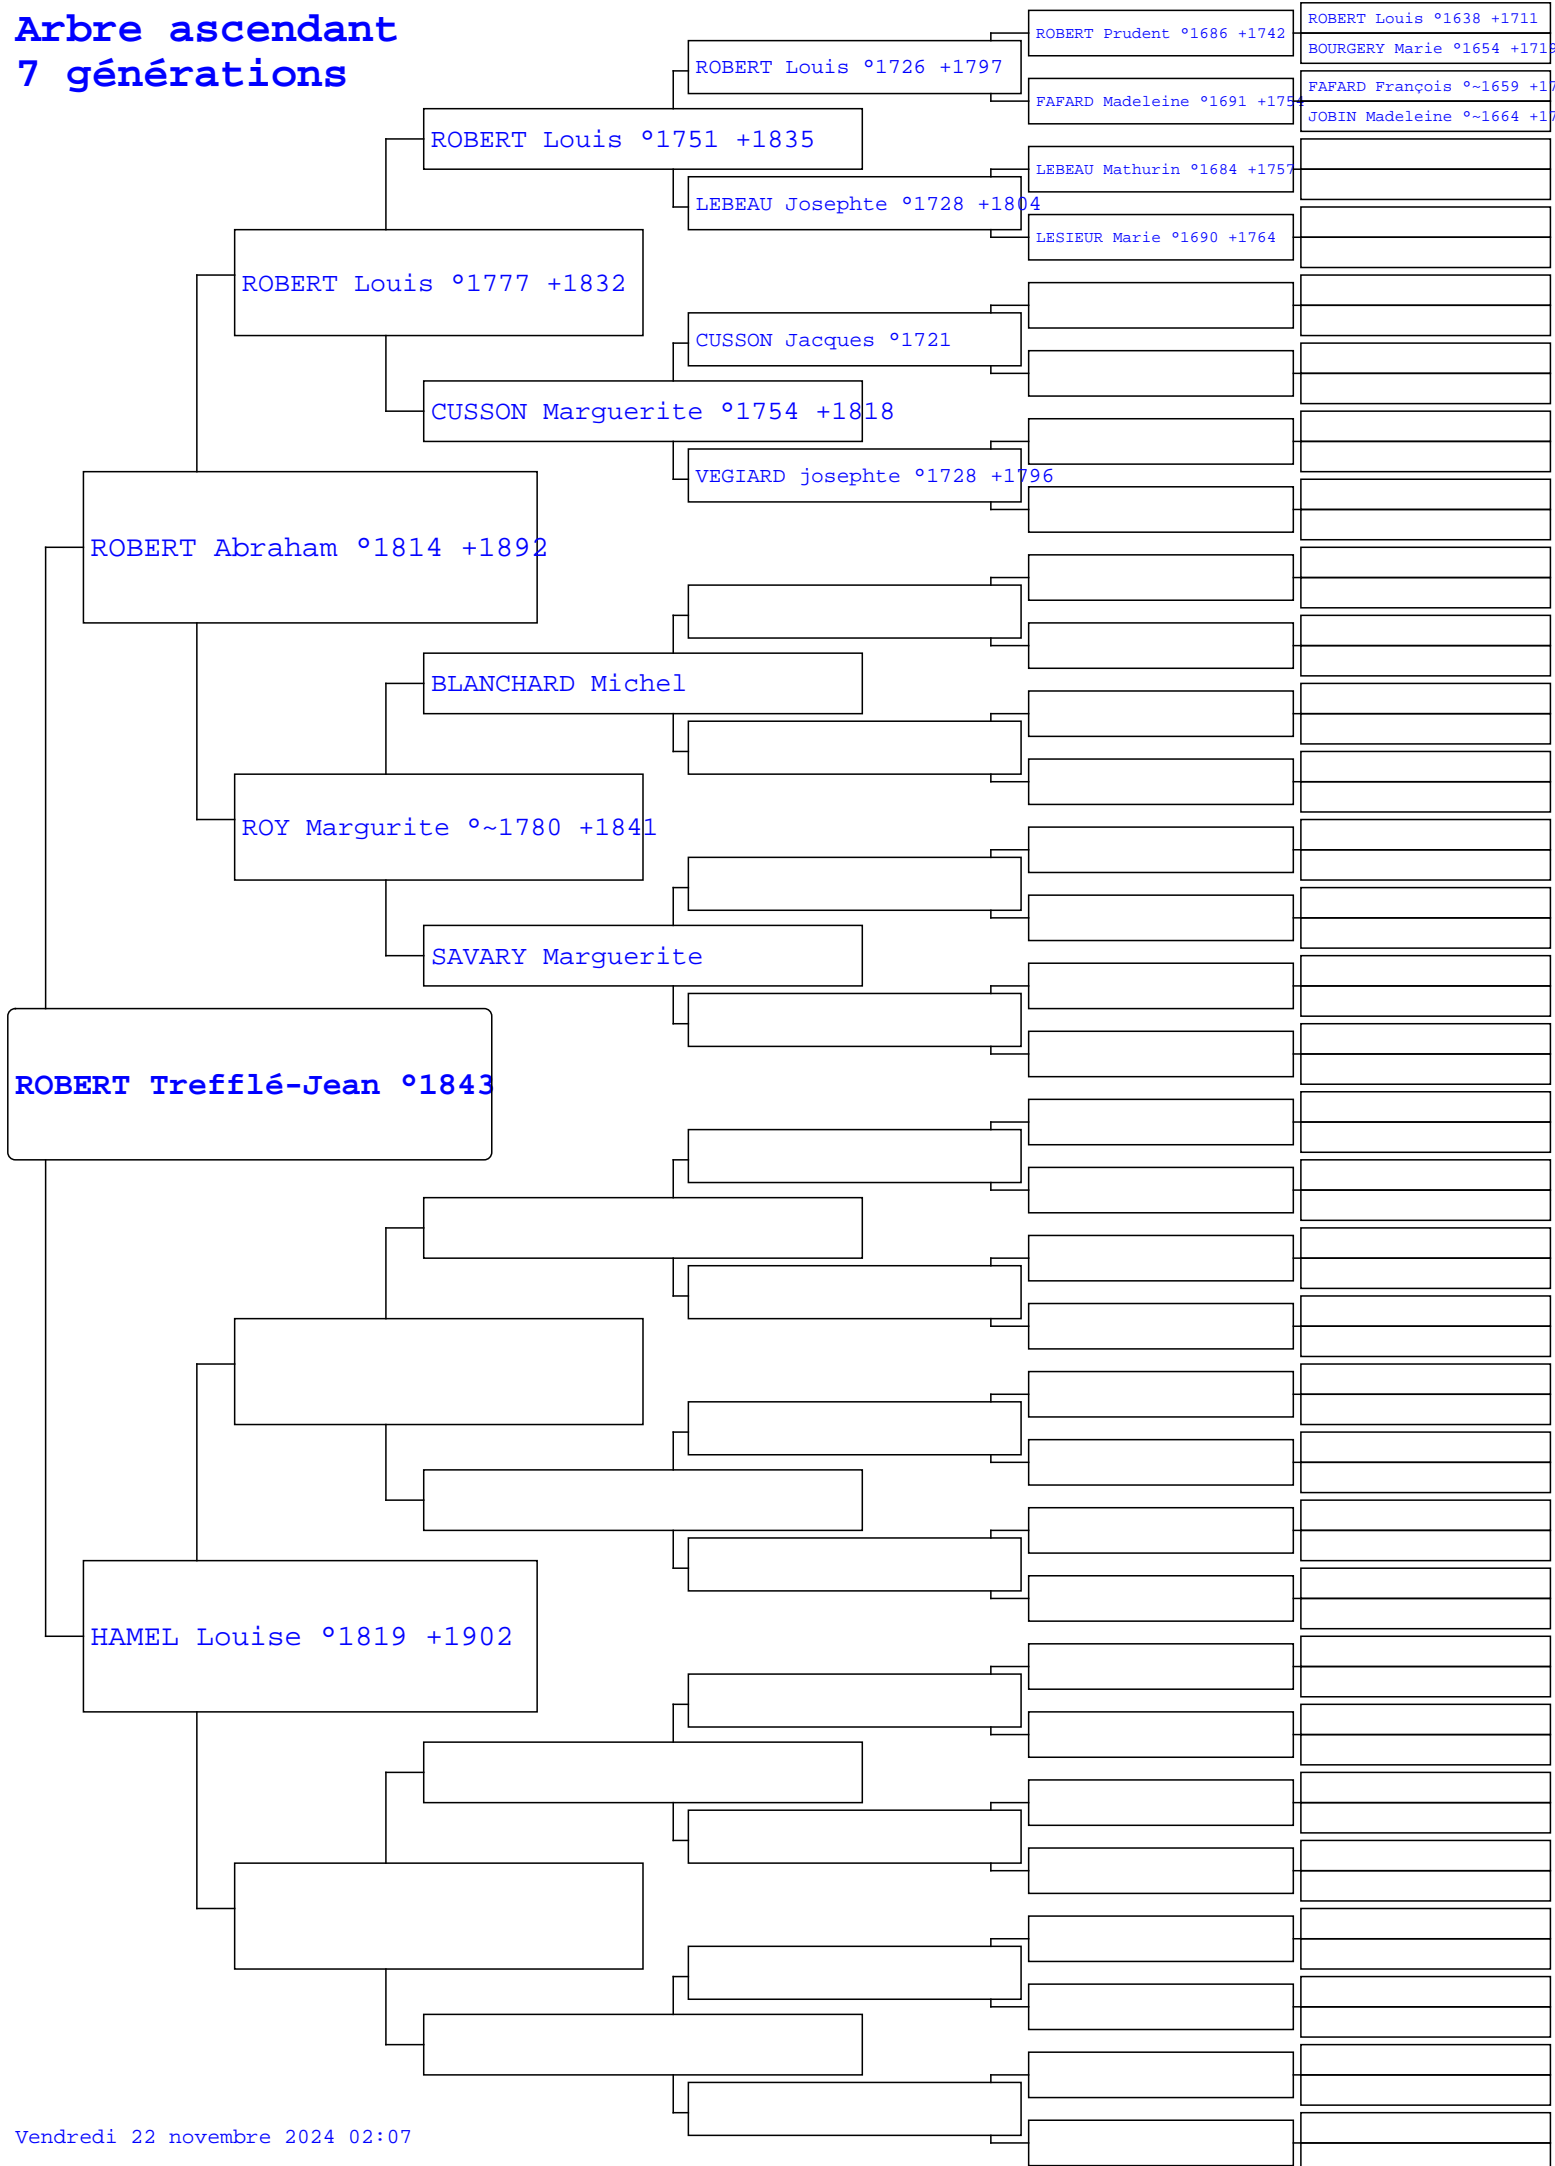 Arbre ascendant
7 générations
ROBERT Prudent °1686 +1742
ROBERT Louis °1638 +1711
BOURGERY Marie °1654 +1719
ROBERT Louis °1726 +1797
FAFARD Madeleine °1691 +1754
FAFARD François °~1659 +17
JOBIN Madeleine °~1664 +17
ROBERT Louis °1751 +1835
LEBEAU Mathurin °1684 +1757
LEBEAU Josephte °1728 +1804
LESIEUR Marie °1690 +1764
ROBERT Louis °1777 +1832
CUSSON Jacques °1721
CUSSON Marguerite °1754 +1818
VEGIARD josephte °1728 +1796
ROBERT Abraham °1814 +1892
BLANCHARD Michel
ROY Margurite °~1780 +1841
SAVARY Marguerite
ROBERT Trefflé-Jean °1843
HAMEL Louise °1819 +1902
Vendredi 22 novembre 2024 02:07